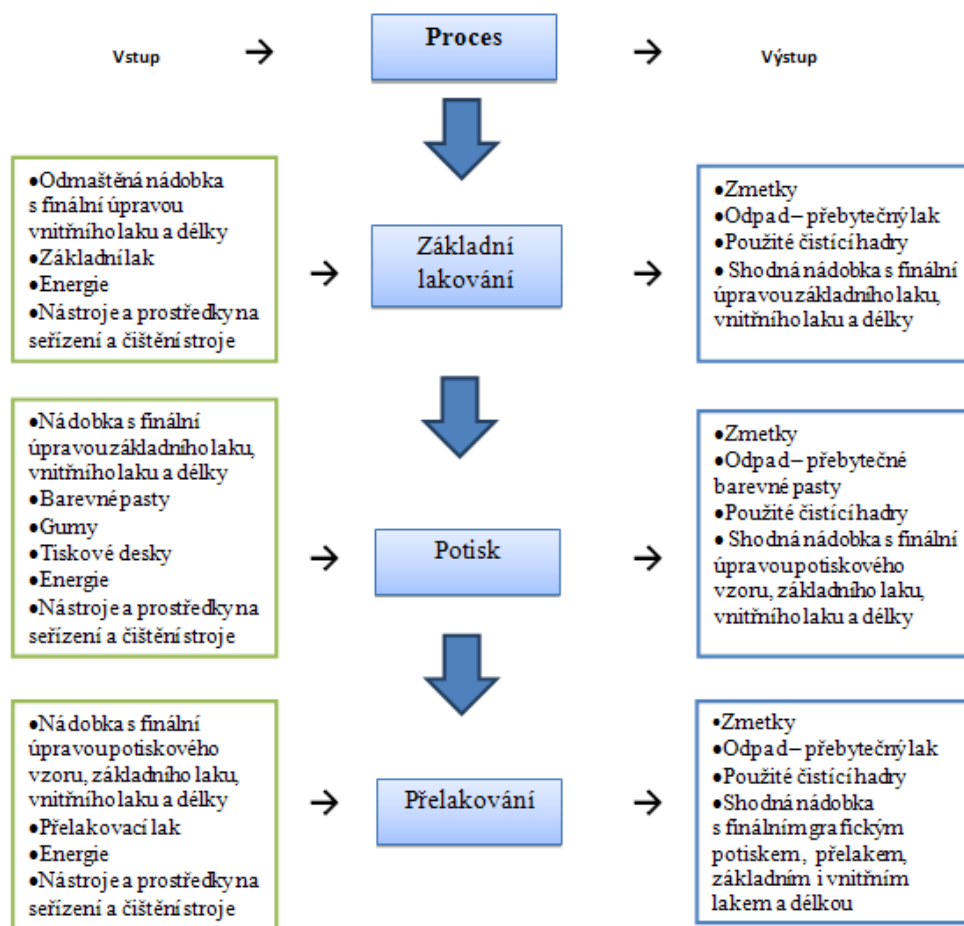 Vstup → Proces → Výstup
•Odmaštěná nádobka
s finální úpravou
vnitřního laku a délky
•Základní lak
•Energie
•Nástroje a prostředky na
seřízení a čištění stroje
→
Základní
lakování
→
•Zmetky
•Odpad – přebytečný lak
•Použité čistící hadry
• Shodná nádobka s finální
úpravou základního laku,
vnitřního laku a délky
•Nádobka s finální
úpravou základního laku,
vnitřního laku a délky
•Barevné pasty
•Gumy
•Tiskové desky
•Energie
•Nástroje a prostředky na
seřízení a čištění stroje
→
Potisk
→
•Zmetky
•Odpad – přebytečné
barevné pasty
•Použité čistící hadry
• Shodná nádobka s finální
úpravou potiskového
vzoru, základního laku,
vnitřního laku a délky
•Nádobka s finální
úpravou potiskového
vzoru, základního laku,
vnitřního laku a délky
•Přelakovací lak
•Energie
•Nástroje a prostředky na
seřízení a čištění stroje
→
Přelakování
→
•Zmetky
•Odpad – přebytečný lak
•Použité čistící hadry
•Shodná nádobka
s finálním grafickým
potiskem, přelakem,
základním i vnitřním
lakem a délkou